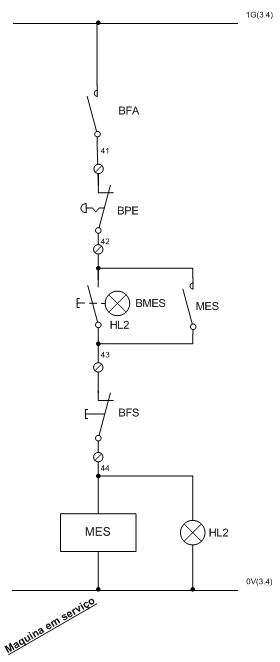 1G(3.4)
BFA
41
BPE
42
BMES
MES
HL2
43
BFS
44
MES
HL2
0V(3.4)
Maquina em serviço